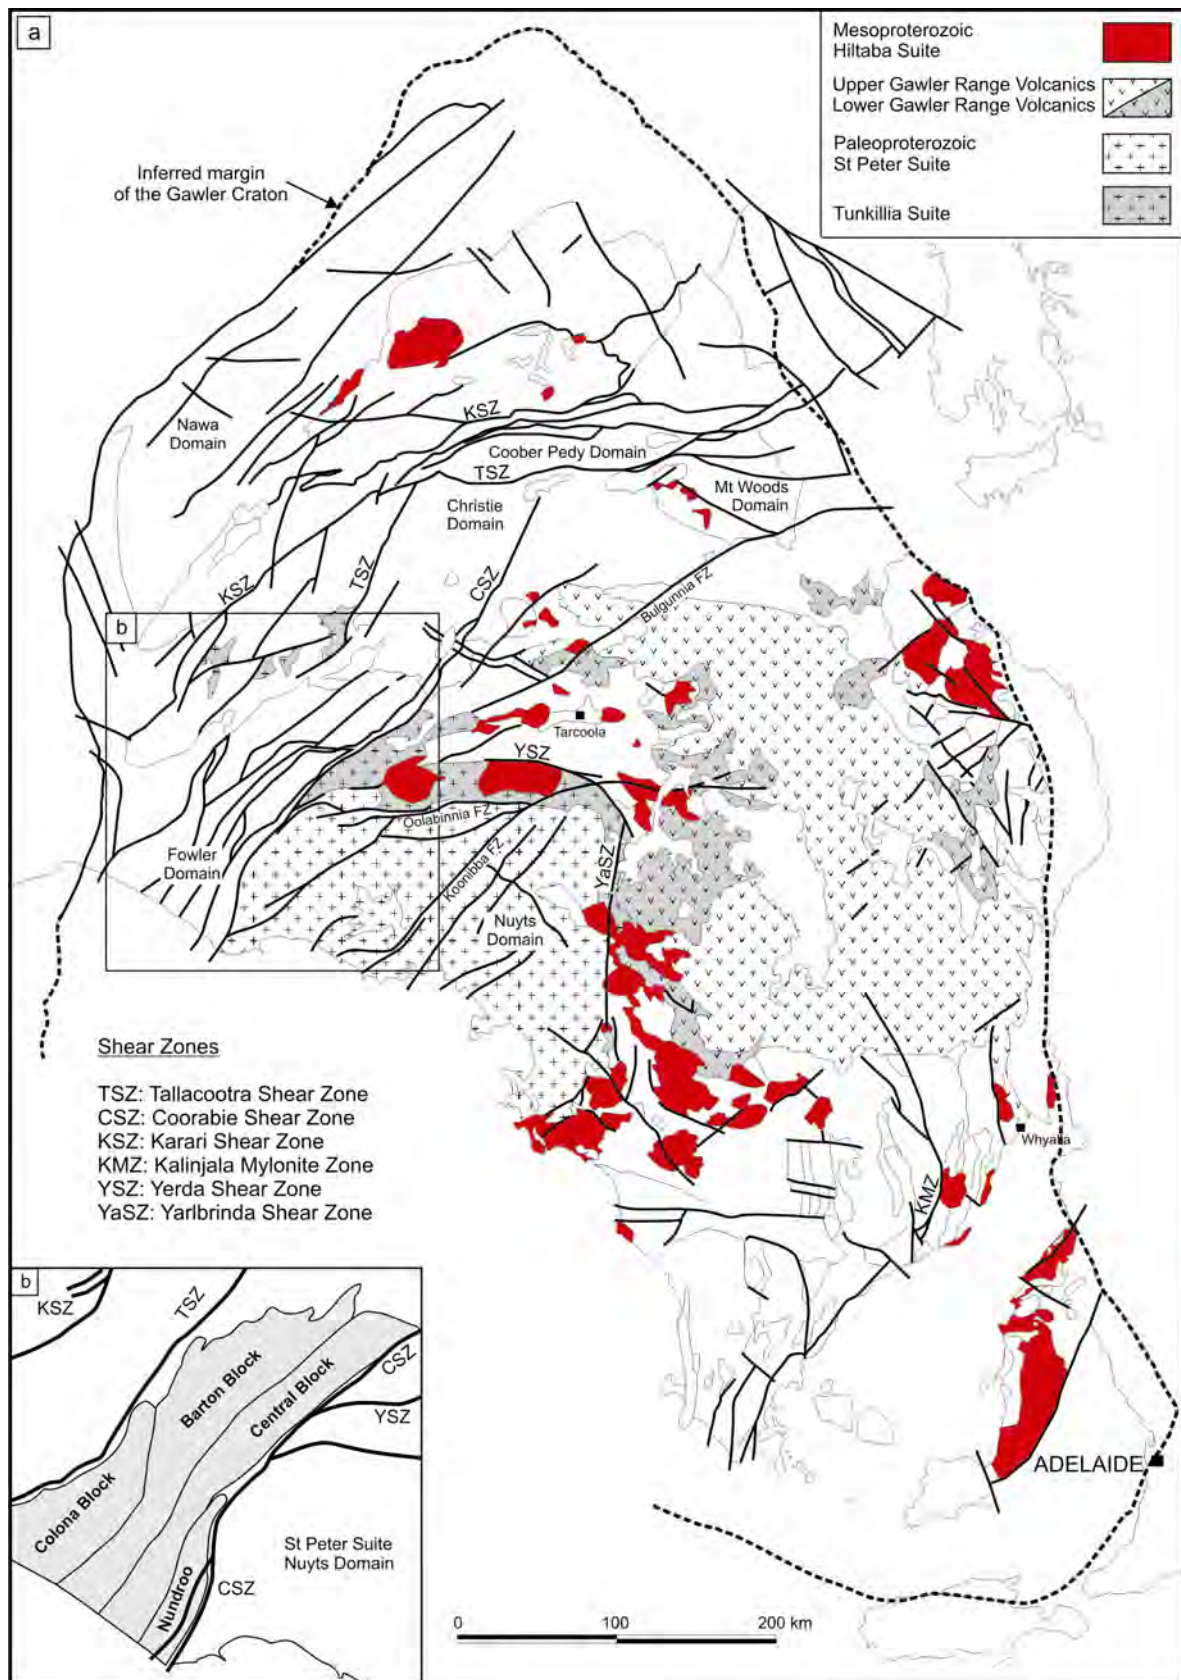 a
Mesoproterozoic
Hiltaba Suite
Upper Gawler Range Volcanics
Lower Gawler Range Volcanics
Paleoproterozoic
St Peter Suite
Tunkillia Suite
Inferred margin
of the Gawler Craton
Nawa
Domain
KSZ
Coober Pedy Domain
TSZ
Mt Woods
Domain
Christie
Domain
KSZ
TSZ
CSZ
Bulgunnia FZ
b
Tarcoola
YSZ
Oolabinnia FZ
Fowler
Domain
Koonibba FZ
YaSZ
Nuyts
Domain
Shear Zones
TSZ: Tallacootra Shear Zone
CSZ: Coorabie Shear Zone
KSZ: Karari Shear Zone
KMZ: Kalinjala Mylonite Zone
YSZ: Yerda Shear Zone
YaSZ: Yarlbrinda Shear Zone
Whyalla
KMZ
ADELAIDE
b
KSZ
TSZ
Barton Block
Central Block
CSZ
YSZ
Colona Block
St Peter Suite
Nuyts Domain
Nundroo
CSZ
0 100 200 km